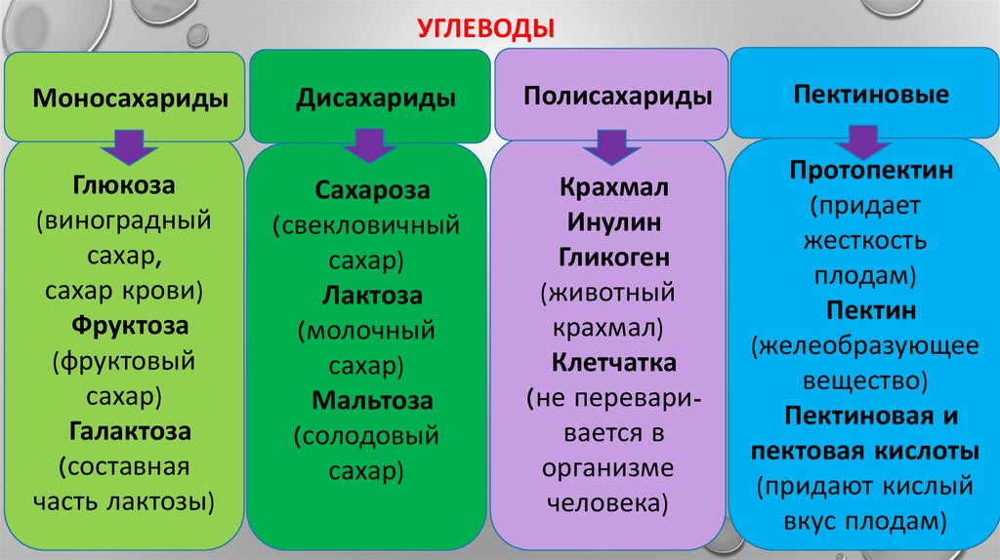 УГЛЕВОДЫ
Моносахариды
Глюкоза
(виноградный
сахар,
сахар крови)
Фруктоза
(фруктовый
сахар)
Галактоза
(составная
часть лактозы)
Дисахариды
Сахароза
(свекловичный
сахар)
Лактоза
(молочный
сахар)
Мальтоза
(солодовый
сахар)
Полисахариды
Крахмал
Инулин
Гликоген
(животный
крахмал)
Клетчатка
(не перевари-
вается в
организме
человека)
Пектиновые
Протопектин
(придает
жесткость
плодам)
Пектин
(желеобразующее
вещество)
Пектиновая и
пектовая кислоты
(придают кислый
вкус плодам)